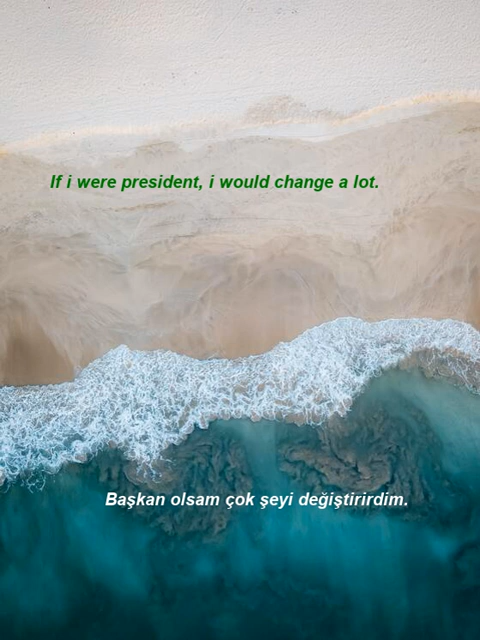 If i were president, i would change a lot.
Başkan olsam çok şeyi değiştirirdim.